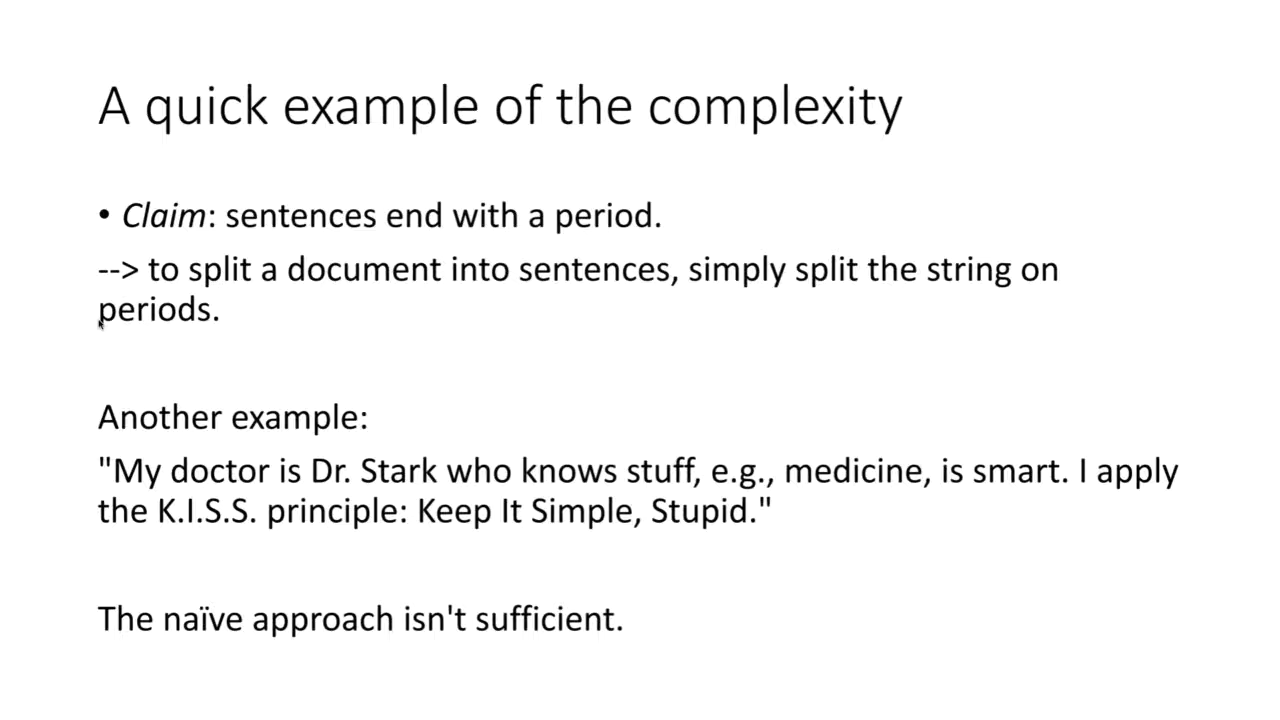 A quick example of the complexity
• Claim: sentences end with a period.
--> to split a document into sentences, simply split the string on
periods.
Another example:
"My doctor is Dr. Stark who knows stuff, e.g., medicine, is smart. I apply
the K.I.S.S. principle: Keep It Simple, Stupid."
The naïve approach isn't sufficient.